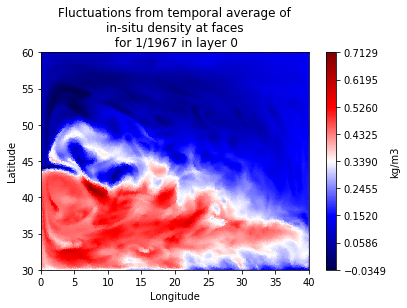 Fluctuations from temporal average of
in-situ density at faces
for 1/1967 in layer 0
60
55
50
45
40
35
30
Latitude
0 5 10 15 20 25 30 35 40
Longitude
0.7129
0.6195
0.5260
0.4325
0.3390
0.2455
0.1520
0.0586
−0.0349
kg/m3